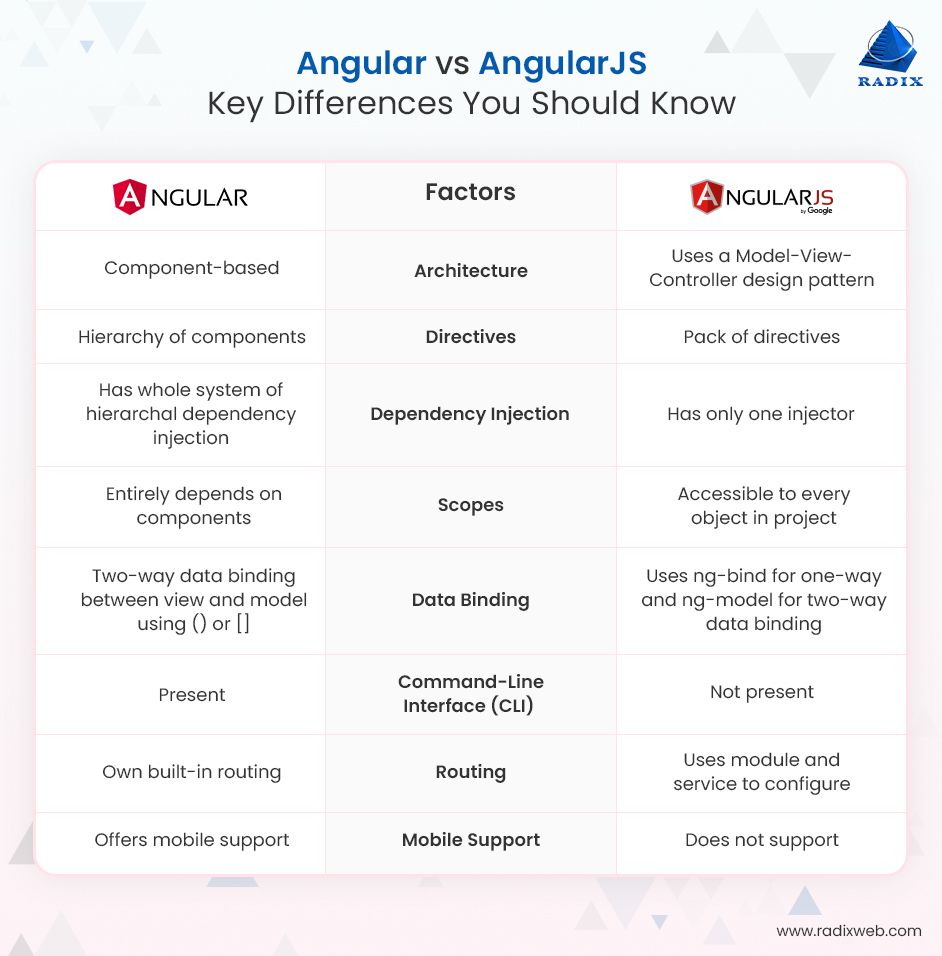 Angular vs AngularJS
Key Differences You Should Know
RADIX
ANGULAR
Factors
ANGULARJS
by Google
Component-based
Architecture
Uses a Model-View-
Controller design pattern
Hierarchy of components
Directives
Pack of directives
Has whole system of
hierarchal dependency
injection
Dependency Injection
Has only one injector
Entirely depends on
components
Scopes
Accessible to every
object in project
Two-way data binding
between view and model
using () or []
Data Binding
Uses ng-bind for one-way
and ng-model for two-way
data binding
Present
Command-Line
Interface (CLI)
Not present
Own built-in routing
Routing
Uses module and
service to configure
Offers mobile support
Mobile Support
Does not support
www.radixweb.com